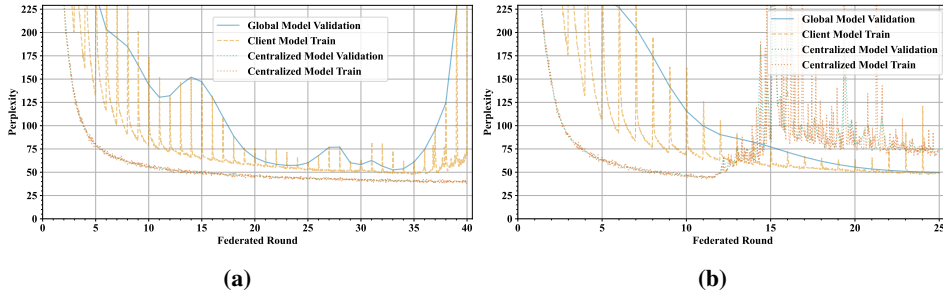 225
200
175
150
125
100
75
50
25
0
Perplexity
0
5
10
15
20
25
30
35
40
Federated Round
Global Model Validation
Client Model Train
Centralized Model Validation
Centralized Model Train
(a)
225
200
175
150
125
100
75
50
25
0
Perplexity
0
5
10
15
20
25
Federated Round
Global Model Validation
Client Model Train
Centralized Model Validation
Centralized Model Train
(b)